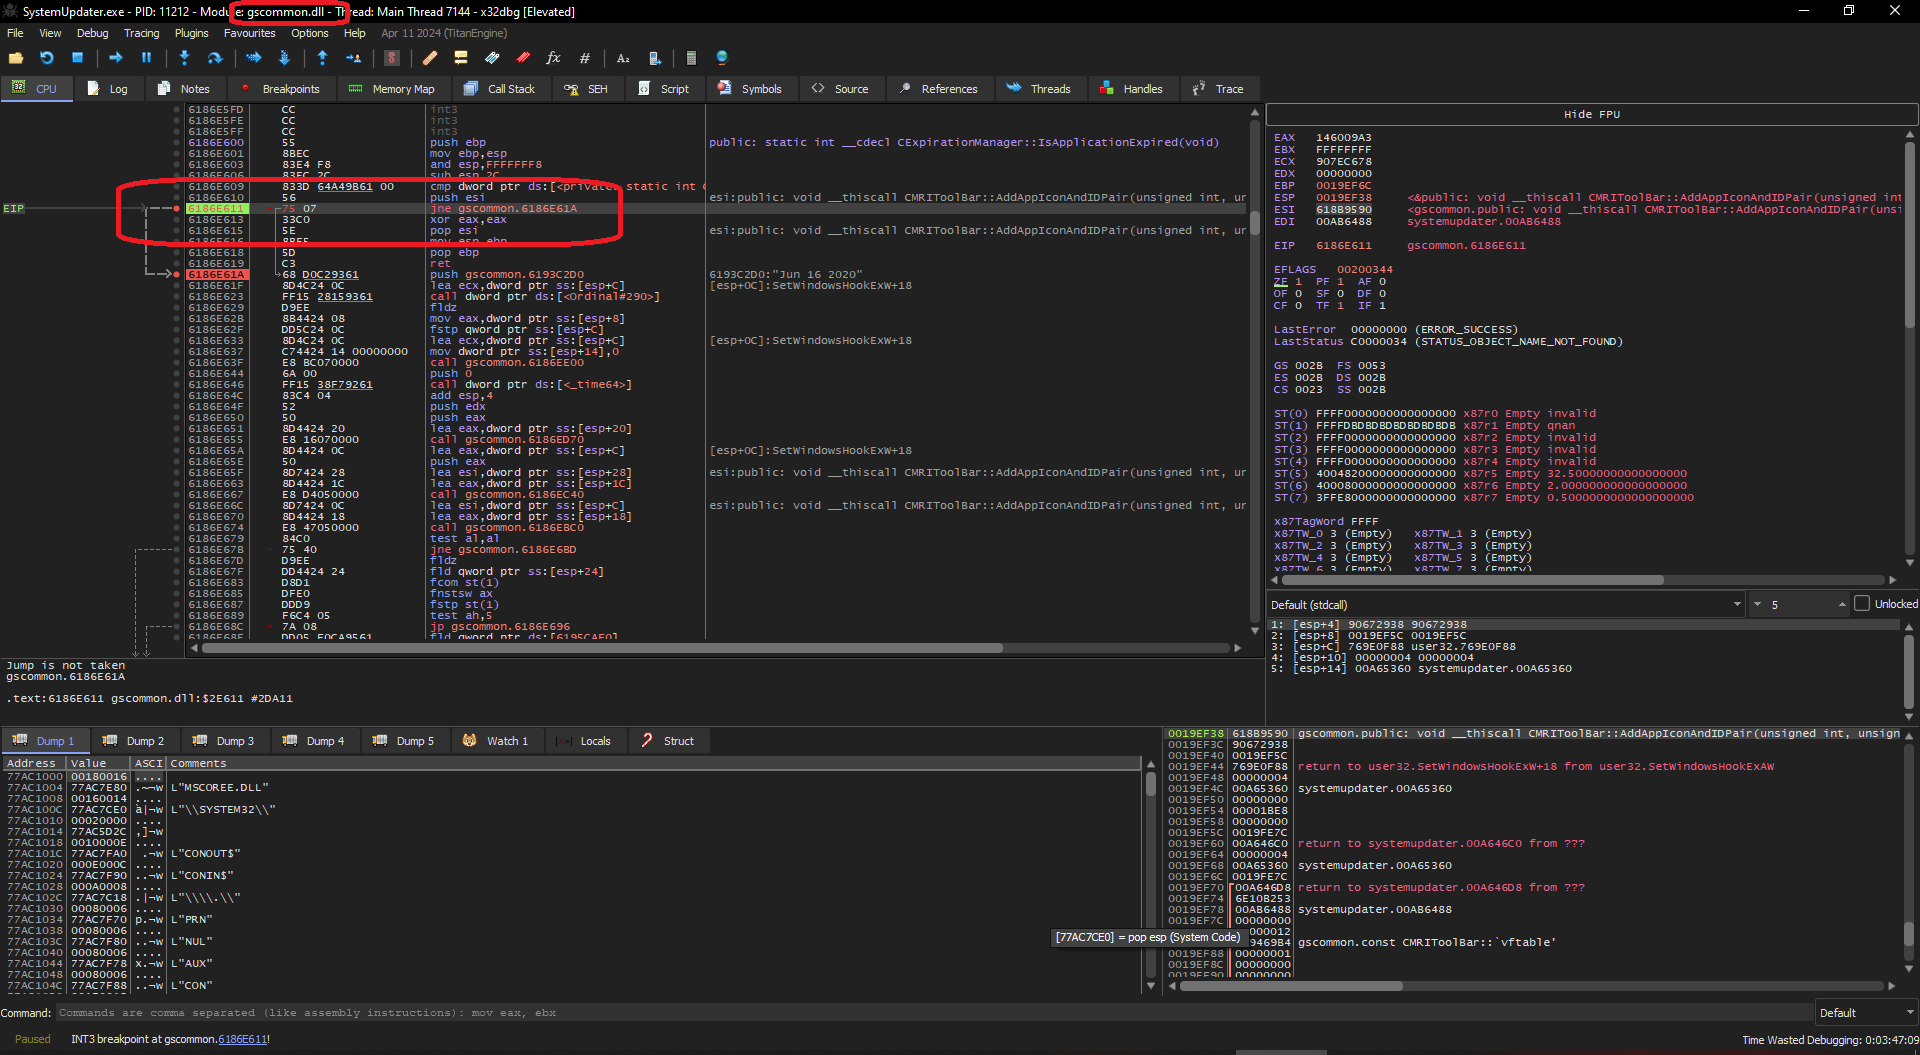 SystemUpdater.exe - PID: 11212 - Module: gscommon.dll - Thread: Main Thread 7144 - x32dbg [Elevated]
File View Debug Tracing Plugins Favourites Options Help Apr 11 2024 (TitanEngine)
CPU Log Notes Breakpoints Memory Map Call Stack SEH Script Symbols Source References Threads Handles Trace
6186E5FD CC int3
6186E5FE CC int3
6186E5FF CC int3
6186E600 55 push ebp public: static int __cdecl CExpirationManager::IsApplicationExpired(void)
6186E601 8BEC mov ebp,esp
6186E603 83E4 F8 and esp,FFFFFFF8
6186E606 83EC 2C sub esp,2C
6186E609 833D 64A49B61 00 cmp dword ptr ds:[<private: static int
6186E610 56 push esi esi:public: void __thiscall CMRIToolBar::AddAppIconAndIDPair(unsigned int, un
EIP 6186E611 75 07 jne gscommon.6186E61A
6186E613 33C0 xor eax,eax
6186E615 5E pop esi esi:public: void __thiscall CMRIToolBar::AddAppIconAndIDPair(unsigned int, un
6186E616 8BE5 mov esp,ebp
6186E618 5D pop ebp
6186E619 C3 ret
6186E61A 68 D0C29361 push gscommon.6193C2D0 6193C2D0:"Jun 16 2020"
6186E61F 8D4C24 0C lea ecx,dword ptr ss:[esp+C] [esp+0C]:SetWindowsHookExW+18
6186E623 FF15 28159361 call dword ptr ds:[<Ordinal#290>]
6186E629 D9EE fldz
6186E62B 8B4424 08 mov eax,dword ptr ss:[esp+8]
6186E62F DD5C24 0C fstp qword ptr ss:[esp+C]
6186E633 8D4C24 0C lea ecx,dword ptr ss:[esp+C] [esp+0C]:SetWindowsHookExW+18
6186E637 C74424 14 00000000 mov dword ptr ss:[esp+14],0
6186E63F E8 BC070000 call gscommon.6186EE00
6186E644 6A 00 push 0
6186E646 FF15 38F79261 call dword ptr ds:[<_time64>]
6186E64C 83C4 04 add esp,4
6186E64F 52 push edx
6186E650 50 push eax
6186E651 8D4424 20 lea eax,dword ptr ss:[esp+20]
6186E655 E8 16070000 call gscommon.6186ED70
6186E65A 8D4424 0C lea eax,dword ptr ss:[esp+C] [esp+0C]:SetWindowsHookExW+18
6186E65E 50 push eax
6186E65F 8D7424 28 lea esi,dword ptr ss:[esp+28] esi:public: void __thiscall CMRIToolBar::AddAppIconAndIDPair(unsigned int, ur
6186E663 8D4424 1C lea eax,dword ptr ss:[esp+1C]
6186E667 E8 D4050000 call gscommon.6186EC40
6186E66C 8D7424 0C lea esi,dword ptr ss:[esp+C] esi:public: void __thiscall CMRIToolBar::AddAppIconAndIDPair(unsigned int, ur
6186E670 8D4424 18 lea eax,dword ptr ss:[esp+18]
6186E674 E8 47050000 call gscommon.6186EBC0
6186E679 84C0 test al,al
6186E67B 75 40 jne gscommon.6186E6BD
6186E67D D9EE fldz
6186E67F DD4424 24 fld qword ptr ss:[esp+24]
6186E683 D8D1 fcom st(1)
6186E685 DFE0 fnstsw ax
6186E687 DDD9 fstp st(1)
6186E689 F6C4 05 test ah,5
6186E68C 7A 08 jp gscommon.6186E696
6186E68E DD05 E0CA9561 fld qword ptr ds:[6195CAE0]
Hide FPU
EAX 146009A3
EBX FFFFFFFF
ECX 907EC678
EDX 00000000
EBP 0019EF6C
ESP 0019EF38 <&public: void __thiscall CMRIToolBar::AddAppIconAndIDPair(unsigned int
ESI 618B9590 <gscommon.public: void __thiscall CMRIToolBar::AddAppIconAndIDPair(unsi
EDI 00AB6488 systemupdater.00AB6488
EIP 6186E611 gscommon.6186E611
EFLAGS 00200344
ZF 1 PF 1 AF 0
OF 0 SF 0 DF 0
CF 0 TF 1 IF 1
LastError 00000000 (ERROR_SUCCESS)
LastStatus C0000034 (STATUS_OBJECT_NAME_NOT_FOUND)
GS 002B FS 0053
ES 002B DS 002B
CS 0023 SS 002B
ST(0) FFFF0000000000000000 x87r0 Empty invalid
ST(1) FFFFDBDBDBDBDBDBDBDB x87r1 Empty qnan
ST(2) FFFF0000000000000000 x87r2 Empty invalid
ST(3) FFFF0000000000000000 x87r3 Empty invalid
ST(4) FFFF0000000000000000 x87r4 Empty invalid
ST(5) 40048200000000000000 x87r5 Empty 32.50000000000000000
ST(6) 40008000000000000000 x87r6 Empty 2.000000000000000000
ST(7) 3FFE8000000000000000 x87r7 Empty 0.5000000000000000000
x87TagWord FFFF
x87TW_0 3 (Empty) x87TW_1 3 (Empty)
x87TW_2 3 (Empty) x87TW_3 3 (Empty)
x87TW_4 3 (Empty) x87TW_5 3 (Empty)
x87TW_6 3 (Empty) x87TW_7 3 (Empty)
Default (stdcall) 5 Unlocked
1: [esp+4] 90672938 90672938
2: [esp+8] 0019EF5C 0019EF5C
3: [esp+C] 769E0F88 user32.769E0F88
4: [esp+10] 00000004 00000004
5: [esp+14] 00A65360 systemupdater.00A65360
Jump is not taken
gscommon.6186E61A
.text:6186E611 gscommon.dll:$2E611 #2DA11
Dump 1 Dump 2 Dump 3 Dump 4 Dump 5 Watch 1 Locals Struct
Address Value ASCI Comments
77AC1000 00180016 ....
77AC1004 77AC7E80 .~¬w L"MSCOREE.DLL"
77AC1008 00160014 ....
77AC100C 77AC7CE0 à|¬w L"\\SYSTEM32\\"
77AC1010 00020000 ....
77AC1014 77AC5D2C ,]¬w
77AC1018 0010000E ....
77AC101C 77AC7FA0 .¬w L"CONOUT$"
77AC1020 000E000C ....
77AC1024 77AC7F90 ..¬w L"CONIN$"
77AC1028 000A0008 ....
77AC102C 77AC7C18 .|¬w L"\\\\.\\"
77AC1030 00080006 ....
77AC1034 77AC7F70 p.¬w L"PRN"
77AC1038 00080006 ....
77AC103C 77AC7F80 ..¬w L"NUL"
77AC1040 00080006 ....
77AC1044 77AC7F78 x.¬w L"AUX"
77AC1048 00080006 ....
77AC104C 77AC7F88 ..¬w L"CON"
[77AC7CE0] = pop esp (System Code)
0019EF38 618B9590 gscommon.public: void __thiscall CMRIToolBar::AddAppIconAndIDPair(unsigned int, unsign
0019EF3C 90672938
0019EF40 0019EF5C
0019EF44 769E0F88 return to user32.SetWindowsHookExW+18 from user32.SetWindowsHookExAW
0019EF48 00000004
0019EF4C 00A65360 systemupdater.00A65360
0019EF50 00000000
0019EF54 00001BE8
0019EF58 00000000
0019EF5C 0019FE7C
0019EF60 00A646C0 return to systemupdater.00A646C0 from ???
0019EF64 00000004
0019EF68 00A65360 systemupdater.00A65360
0019EF6C 0019FE7C
0019EF70 00A646D8 return to systemupdater.00A646D8 from ???
0019EF74 6E10B253
0019EF78 00AB6488 systemupdater.00AB6488
0019EF7C 00000000
00000012
9469B4 gscommon.const CMRIToolBar::`vftable'
0019EF88 00000001
0019EF8C 00000000
0019EF90 00000000
Command: Commands are comma separated (like assembly instructions): mov eax, ebx Default
Paused INT3 breakpoint at gscommon.6186E611! Time Wasted Debugging: 0:03:47:09